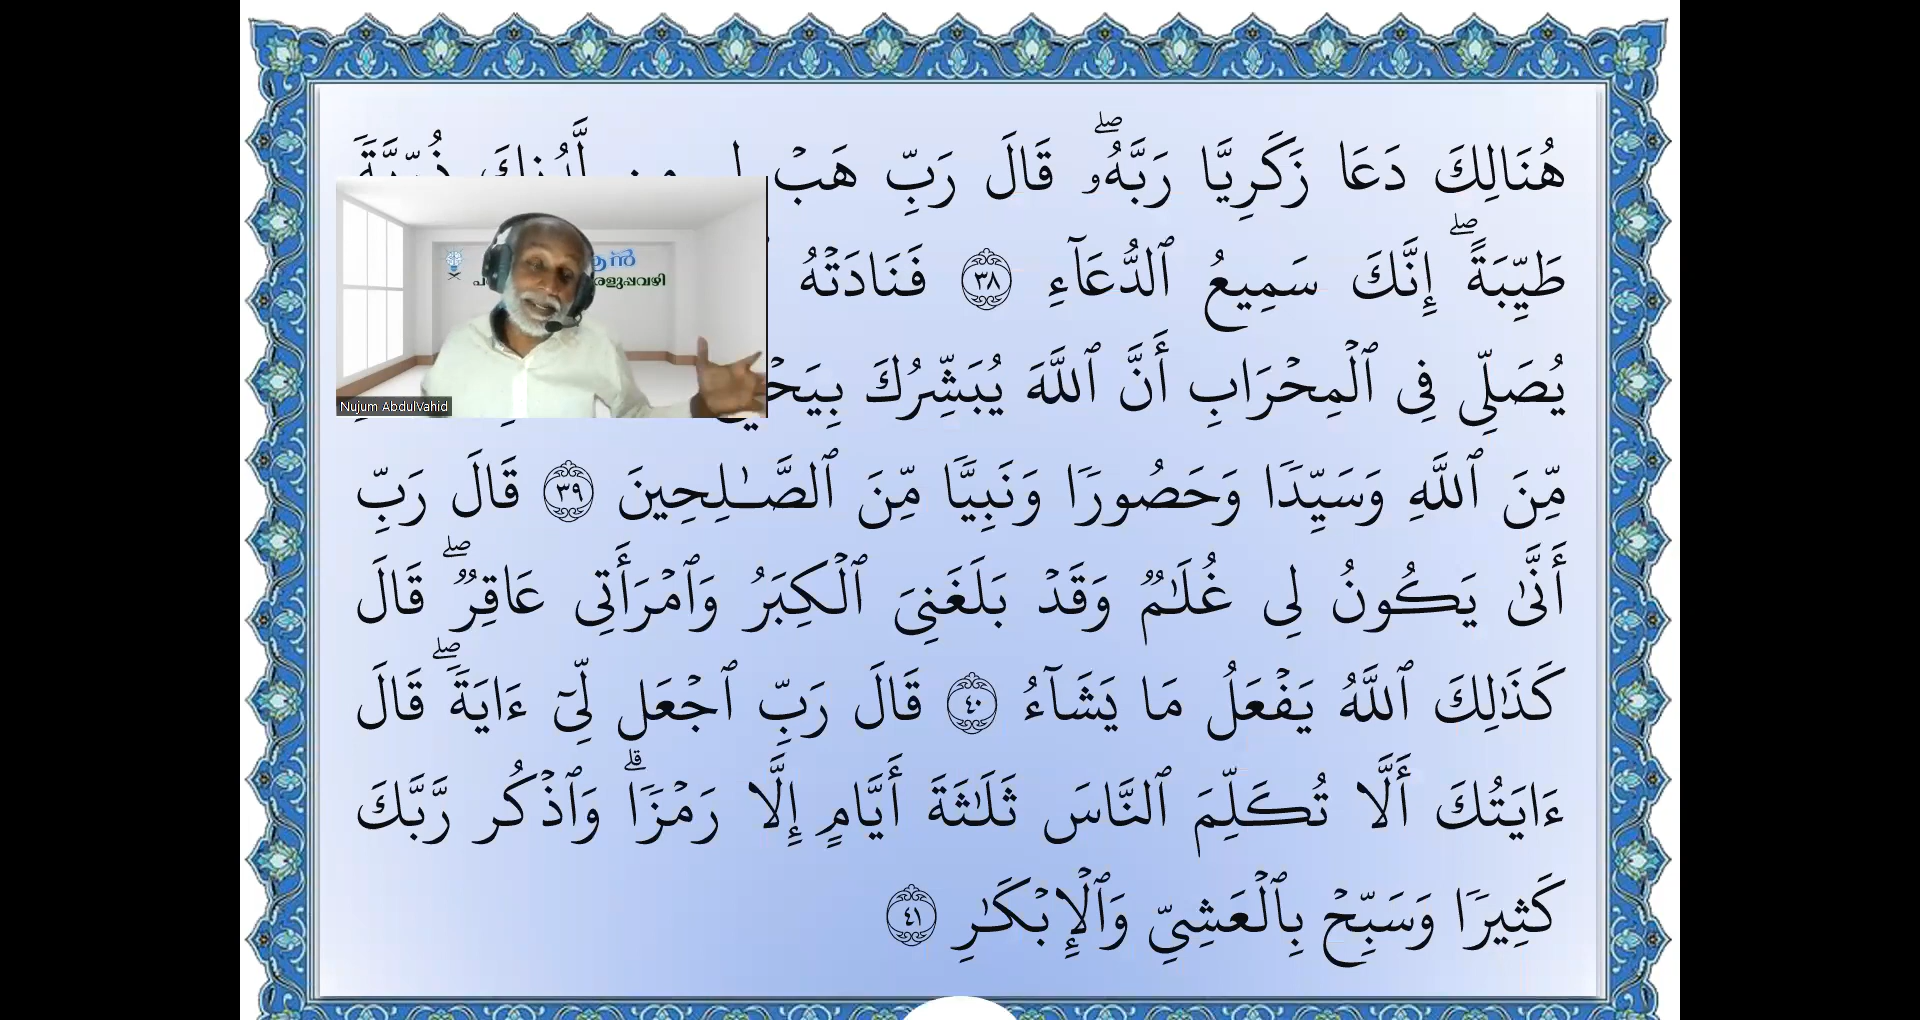 هُنَالِكَ دَعَا زَكَرِيَّا رَبَّهُۥۖ قَالَ رَبِّ هَبۡ
طَيِّبَةًۖ إِنَّكَ سَمِيعُ ٱلدُّعَآءِ ٣٨ فَنَادَتۡهُ
يُصَلِّي فِي ٱلۡمِحۡرَابِ أَنَّ ٱللَّهَ يُبَشِّرُكَ
مِّنَ ٱللَّهِ وَسَيِّدٗا وَحَصُورٗا وَنَبِيّٗا مِّنَ ٱلصَّٰلِحِينَ ٣٩ قَالَ رَبِّ
أَنَّىٰ يَكُونُ لِي غُلَٰمٞ وَقَدۡ بَلَغَنِيَ ٱلۡكِبَرُ وَٱمۡرَأَتِي عَاقِرٞۖ قَالَ
كَذَٰلِكَ ٱللَّهُ يَفۡعَلُ مَا يَشَآءُ ٤٠ قَالَ رَبِّ ٱجۡعَل لِّيٓ ءَايَةٗۖ قَالَ
ءَايَتُكَ أَلَّا تُكَلِّمَ ٱلنَّاسَ ثَلَٰثَةَ أَيَّامٍ إِلَّا رَمۡزٗاۗ وَٱذۡكُر رَّبَّكَ
كَثِيرٗا وَسَبِّحۡ بِٱلۡعَشِيِّ وَٱلۡإِبۡكَٰرِ ٤١
Nujum AbdulVahid